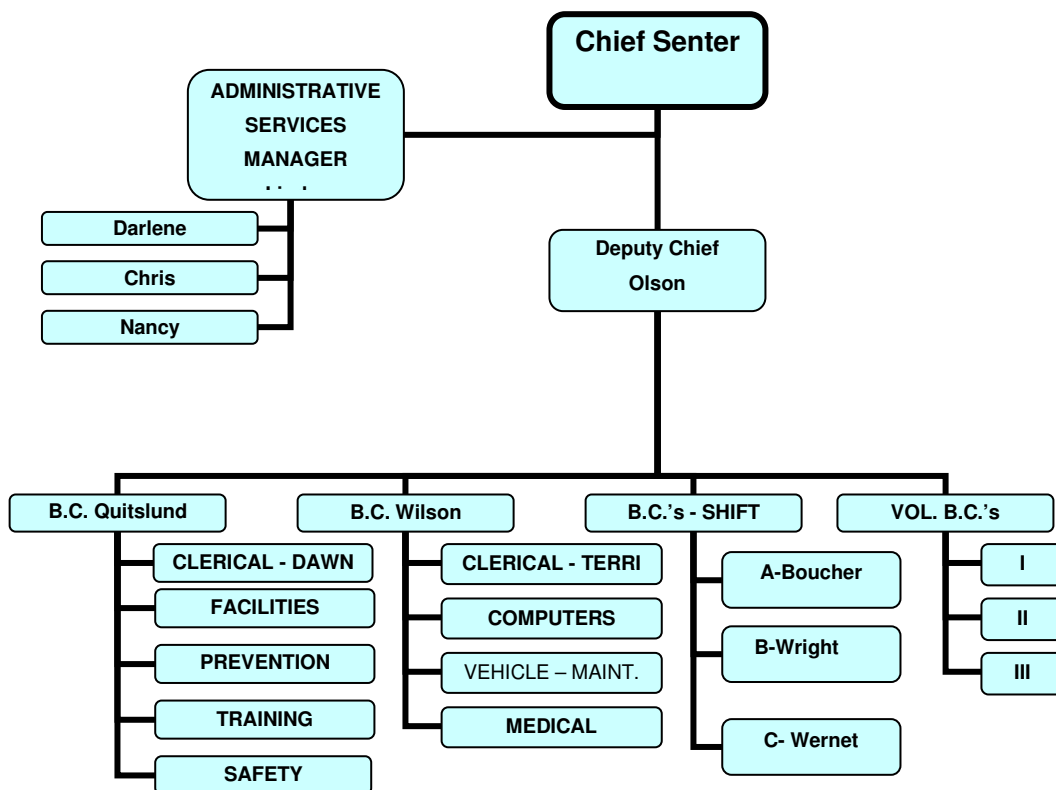 Chief Senter
ADMINISTRATIVE
SERVICES
MANAGER
Darlene
Chris
Nancy
Deputy Chief
Olson
B.C. Quitslund
CLERICAL - DAWN
FACILITIES
PREVENTION
TRAINING
SAFETY
B.C. Wilson
CLERICAL - TERRI
COMPUTERS
VEHICLE – MAINT.
MEDICAL
B.C.'s - SHIFT
A-Boucher
B-Wright
C- Wernet
VOL. B.C.'s
I
II
III